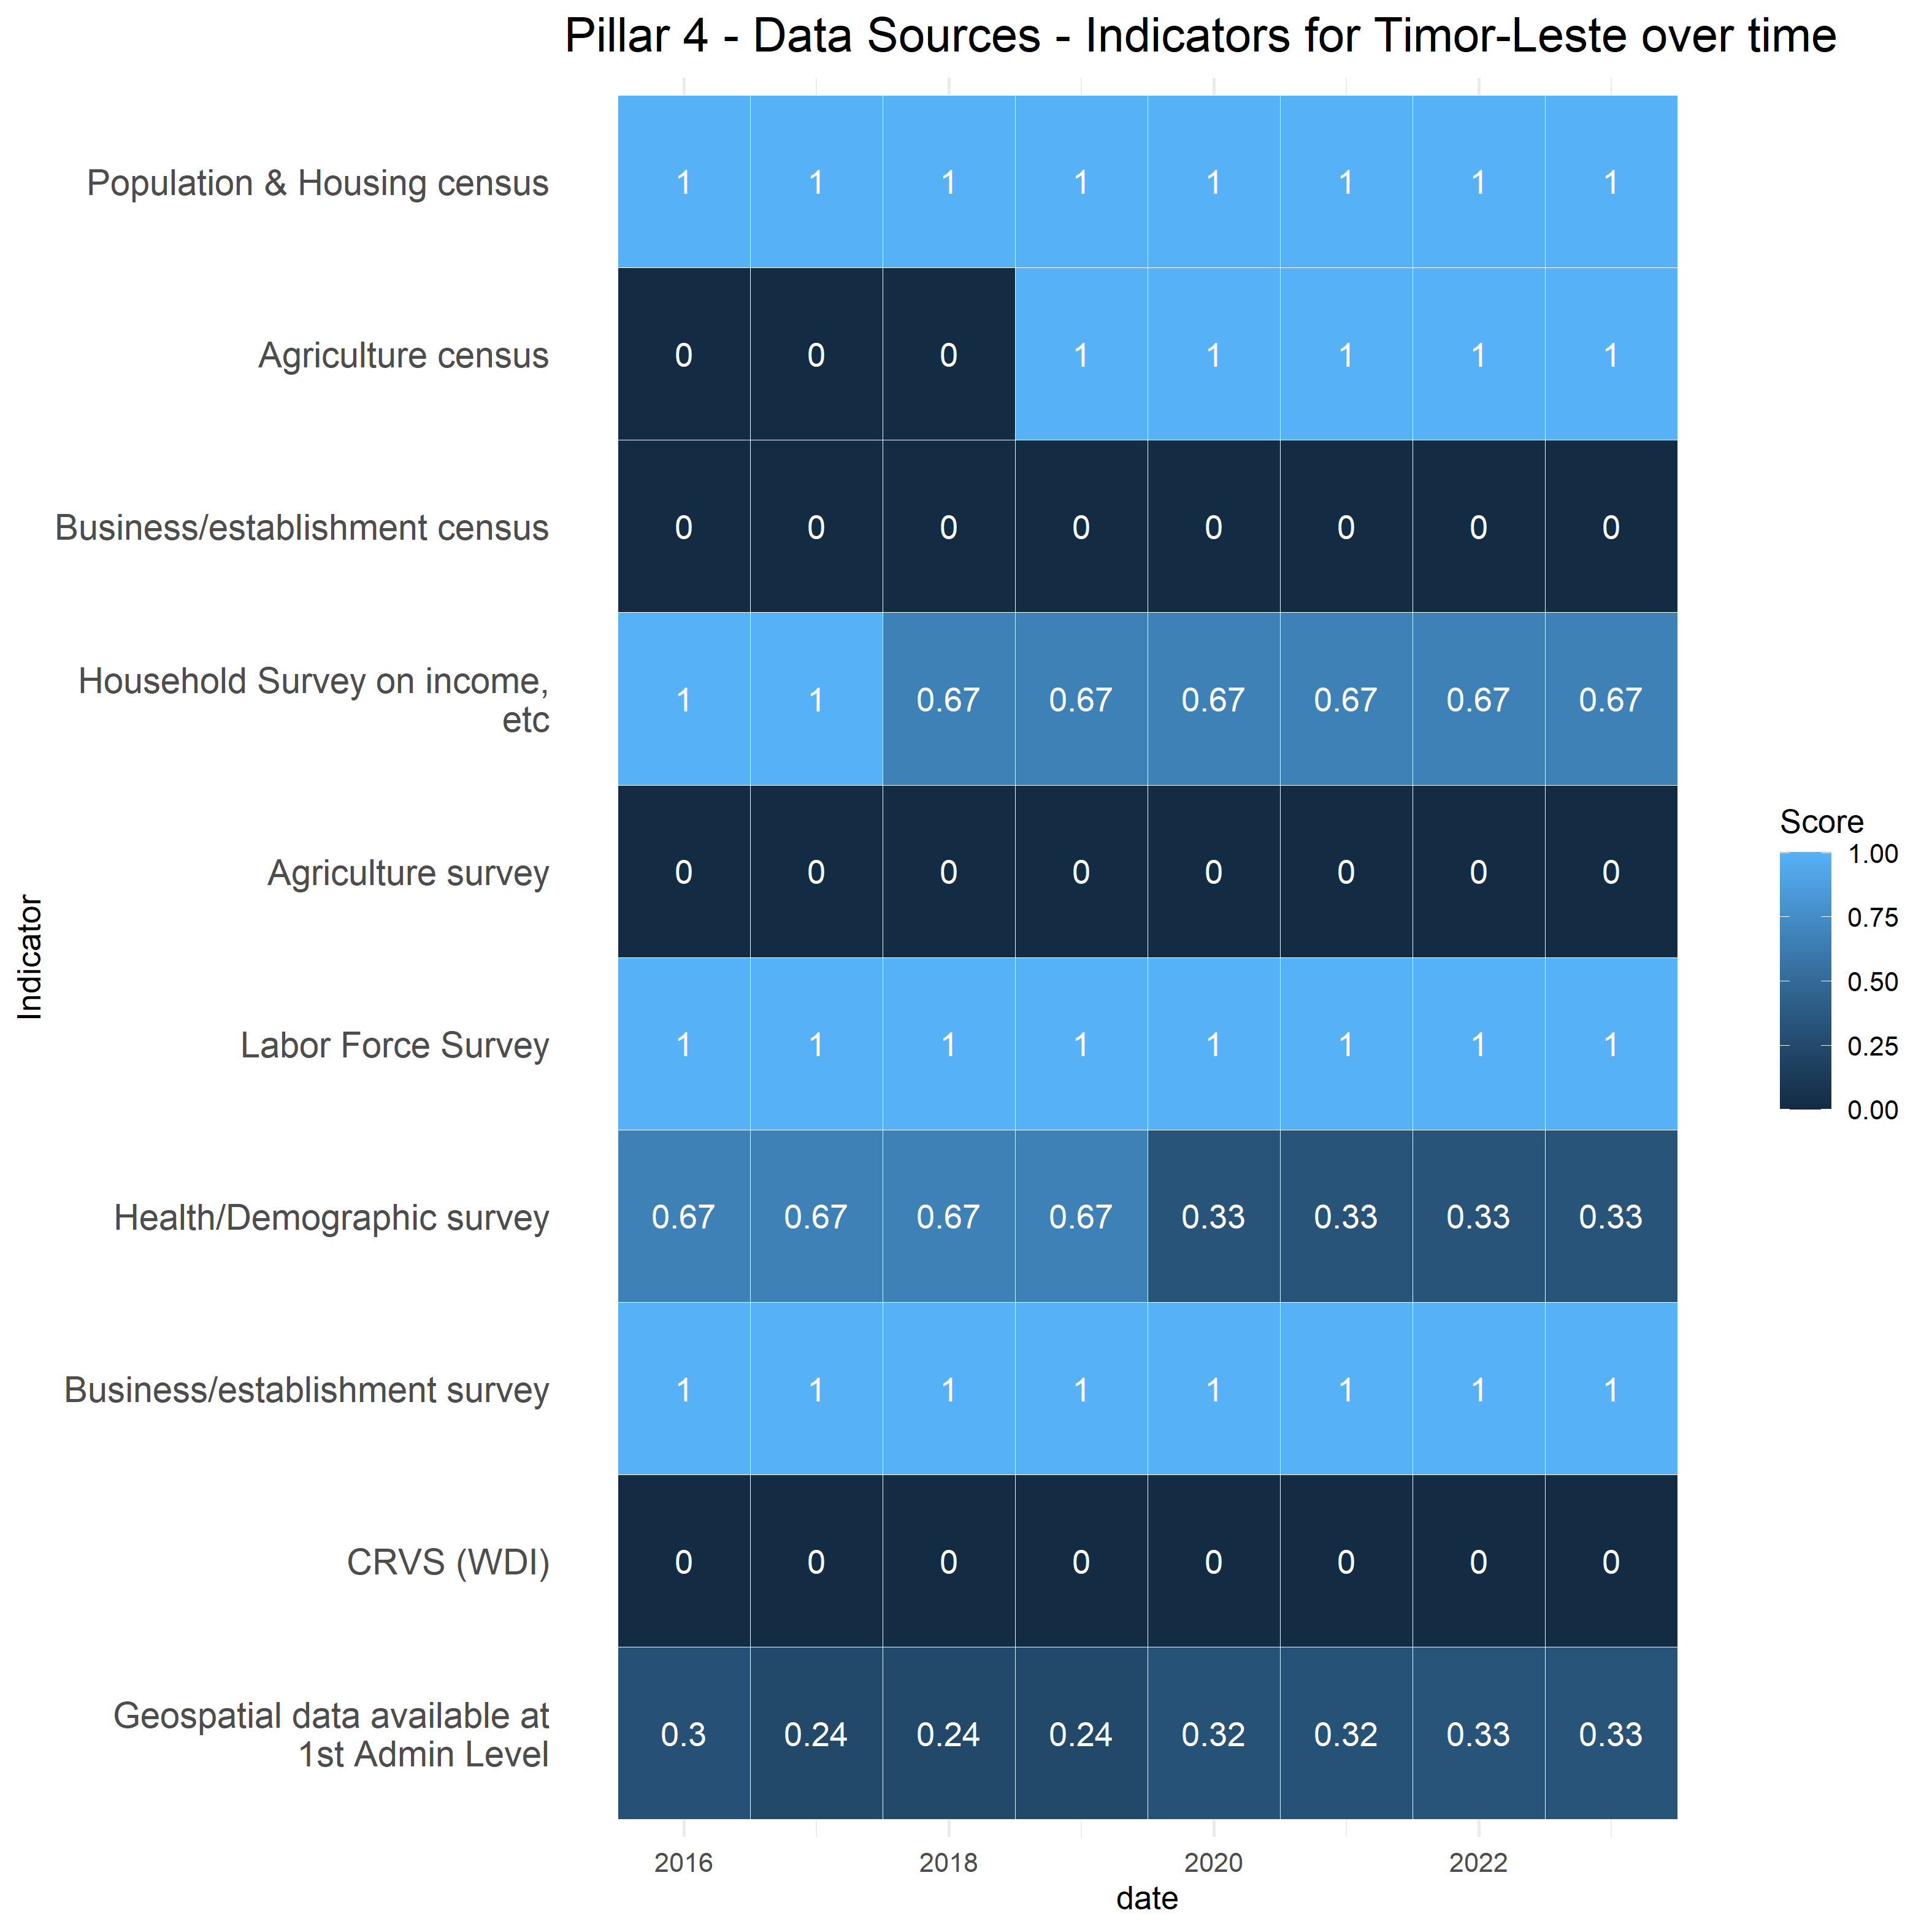 Pillar 4 - Data Sources - Indicators for Timor-Leste over time
Indicator
Population & Housing census
1 1 1 1 1 1 1 1
Agriculture census
0 0 0 1 1 1 1 1
Business/establishment census
0 0 0 0 0 0 0 0
Household Survey on income,
etc
1 1 0.67 0.67 0.67 0.67 0.67 0.67
Agriculture survey
0 0 0 0 0 0 0 0
Labor Force Survey
1 1 1 1 1 1 1 1
Health/Demographic survey
0.67 0.67 0.67 0.67 0.33 0.33 0.33 0.33
Business/establishment survey
1 1 1 1 1 1 1 1
CRVS (WDI)
0 0 0 0 0 0 0 0
Geospatial data available at
1st Admin Level
0.3 0.24 0.24 0.24 0.32 0.32 0.33 0.33
2016 2018 2020 2022
date
Score
1.00
0.75
0.50
0.25
0.00